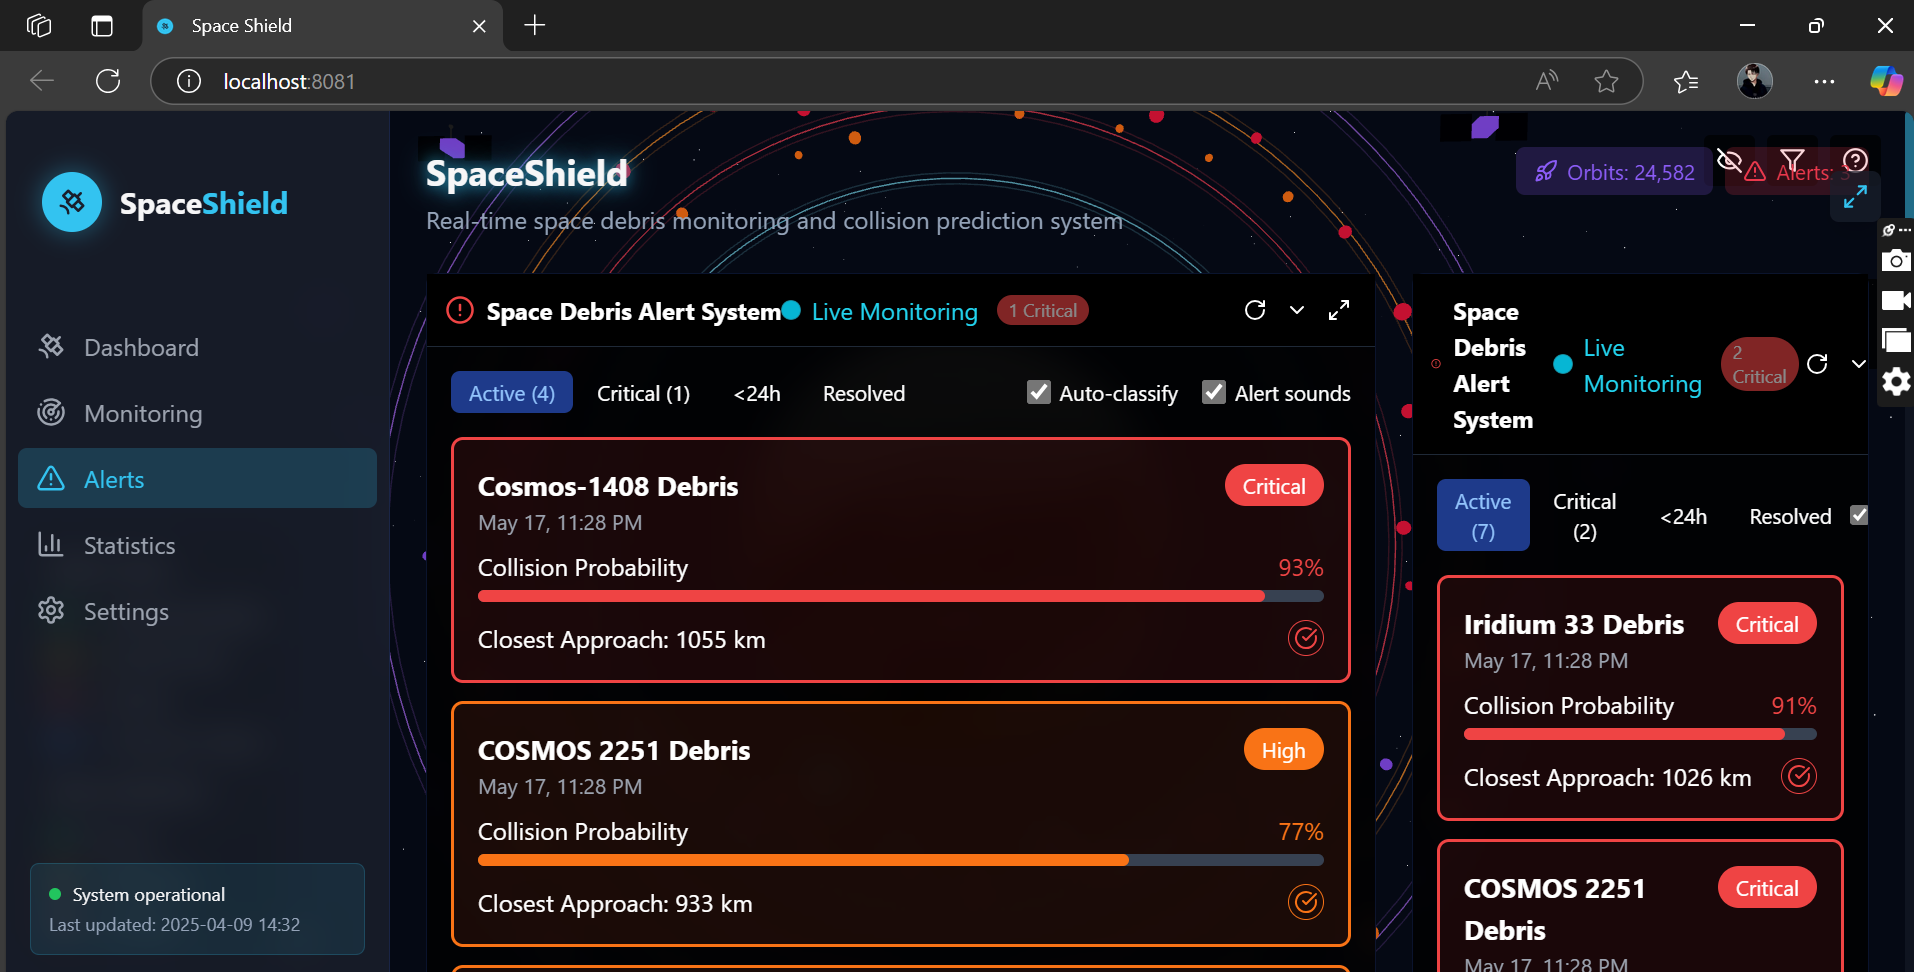 Space Shield
localhost:8081
SpaceShield
Dashboard
Monitoring
Alerts
Statistics
Settings
System operational
Last updated: 2025-04-09 14:32
SpaceShield
Real-time space debris monitoring and collision prediction system
Orbits: 24,582
Alerts: 3
Space Debris Alert System
Live Monitoring
1 Critical
Active (4)
Critical (1)
<24h
Resolved
Auto-classify
Alert sounds
Cosmos-1408 Debris
Critical
May 17, 11:28 PM
Collision Probability
93%
Closest Approach: 1055 km
COSMOS 2251 Debris
High
May 17, 11:28 PM
Collision Probability
77%
Closest Approach: 933 km
Space
Debris
Alert
System
Live
Monitoring
2
Critical
Active
(7)
Critical
(2)
<24h
Resolved
Iridium 33 Debris
Critical
May 17, 11:28 PM
Collision Probability
91%
Closest Approach: 1026 km
COSMOS 2251
Debris
Critical
May 17, 11:28 PM